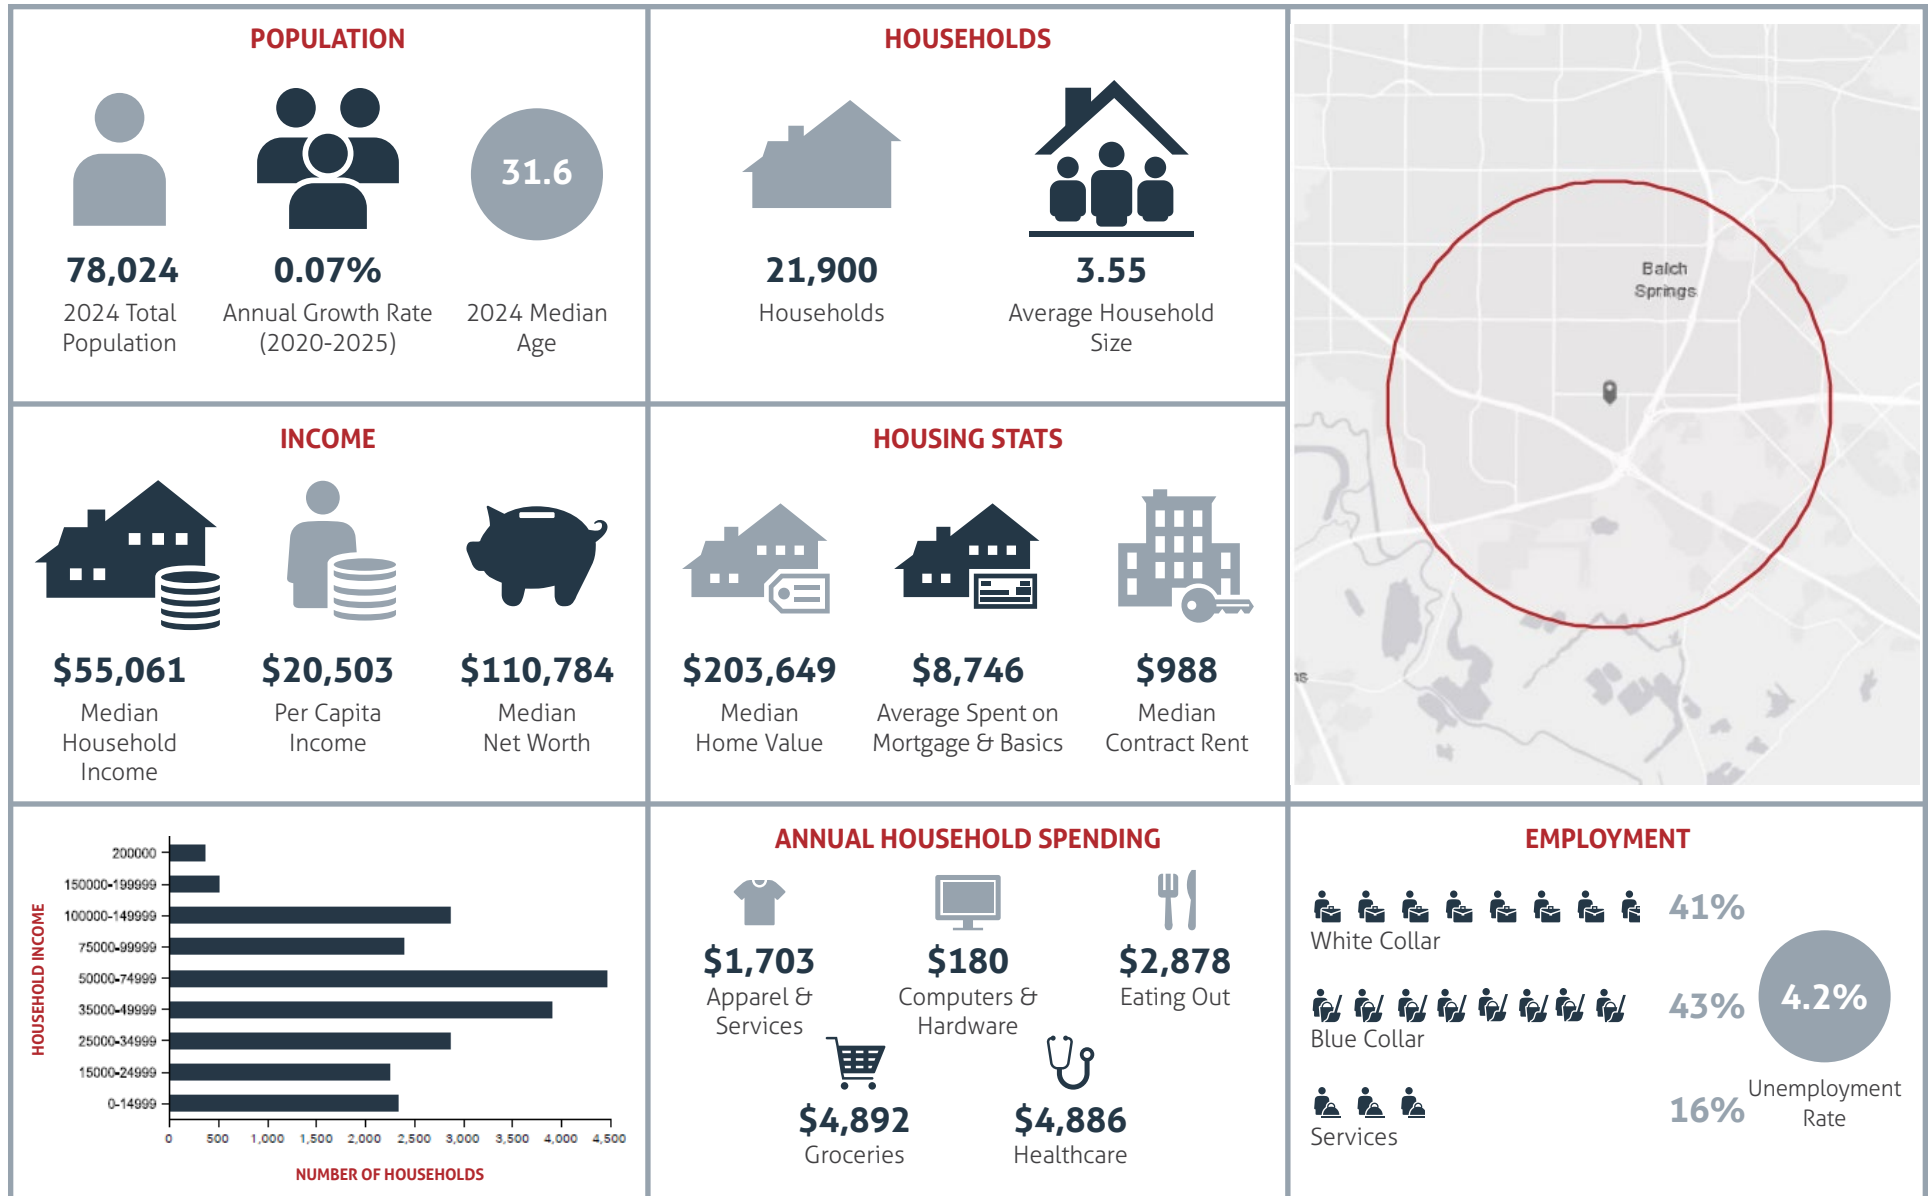 POPULATION
31.6
78,024
2024 Total
Population
0.07%
Annual Growth Rate
(2020-2025)
2024 Median
Age
HOUSEHOLDS
21,900
Households
3.55
Average Household
Size
Balch
Springs
ns
INCOME
$55,061
Median
Household
Income
$20,503
Per Capita
Income
$110,784
Median
Net Worth
HOUSING STATS
$203,649
Median
Home Value
$8,746
Average Spent on
Mortgage & Basics
$988
Median
Contract Rent
HOUSEHOLD INCOME
200000
150000-199999
100000-149999
75000-99999
50000-74999
35000-49999
25000-34999
15000-24999
0-14999
0 500 1,000 1,500 2,000 2,500 3,000 3,500 4,000 4,500
NUMBER OF HOUSEHOLDS
ANNUAL HOUSEHOLD SPENDING
$1,703
Apparel &
Services
$180
Computers &
Hardware
$2,878
Eating Out
$4,892
Groceries
$4,886
Healthcare
EMPLOYMENT
41%
White Collar
43%
Blue Collar
16%
Services
4.2%
Unemployment
Rate